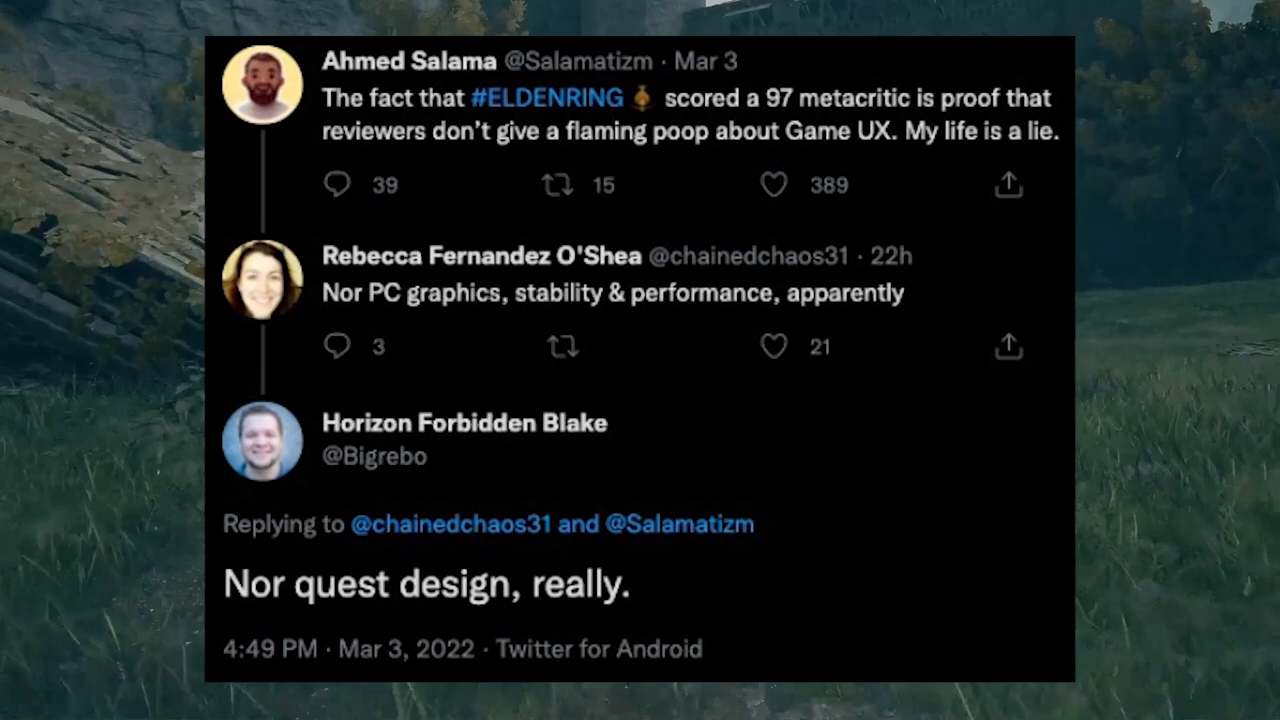 Ahmed Salama @Salamatizm · Mar 3
The fact that #ELDENRING scored a 97 metacritic is proof that
reviewers don't give a flaming poop about Game UX. My life is a lie.
39 15 389
Rebecca Fernandez O'Shea @chainedchaos31 · 22h
Nor PC graphics, stability & performance, apparently
3 21
Horizon Forbidden Blake
@Bigrebo
Replying to @chainedchaos31 and @Salamatizm
Nor quest design, really.
4:49 PM · Mar 3, 2022 · Twitter for Android